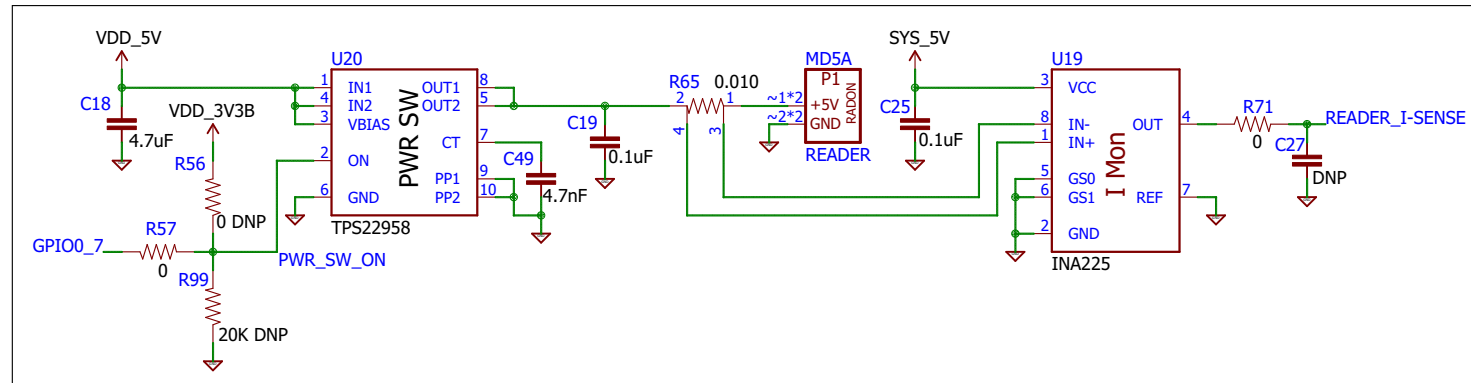 VDD_5V
C18
4.7uF
VDD_3V3B
R56
0 DNP
GPIO0_7
R57
0
R99
20K DNP
PWR_SW_ON
U20
1 IN1 OUT1 8
4 IN2 OUT2 5
3 VBIAS
CT 7
2 ON
PP1 9
6 GND PP2 10
PWR SW
TPS22958
C49
4.7nF
C19
0.1uF
R65 0.010
2 1
4 3
MD5A
P1
~1*2 +5V
~2*2 GND
RADON
READER
SYS_5V
C25
0.1uF
U19
3 VCC
8 IN- OUT 4
1 IN+
5 GS0
6 GS1 REF 7
2 GND
I Mon
INA225
R71
0
READER_I-SENSE
C27
DNP